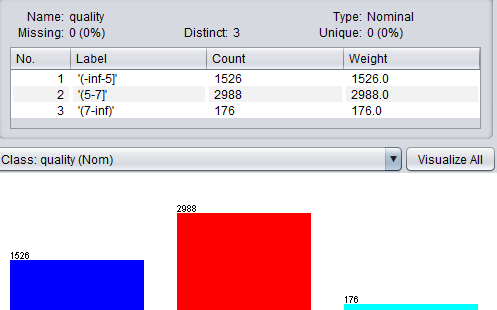 Name: quality Type: Nominal
Missing: 0 (0%) Distinct: 3 Unique: 0 (0%)
No. Label Count Weight
1 '(-inf-5]' 1526 1526.0
2 '(5-7]' 2988 2988.0
3 '(7-inf)' 176 176.0
Class: quality (Nom) Visualize All
2988
1526
176